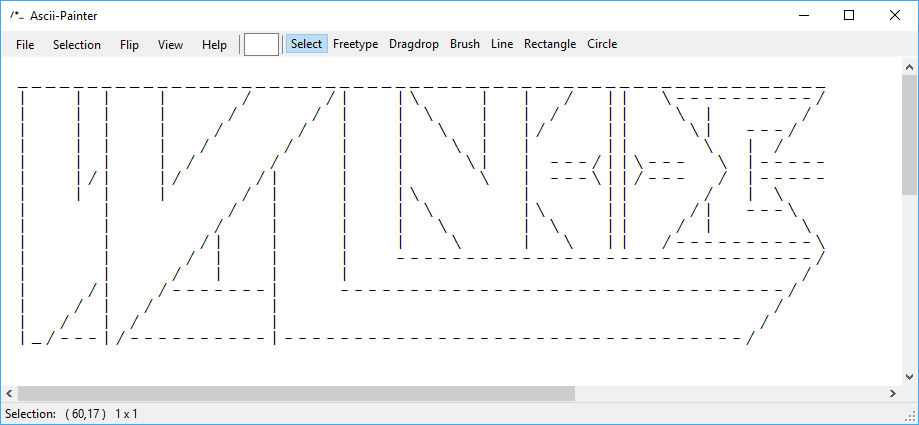 Ascii-Painter
File Selection Flip View Help Select Freetype Dragdrop Brush Line Rectangle Circle
Selection: ( 60,17 ) 1 x 1